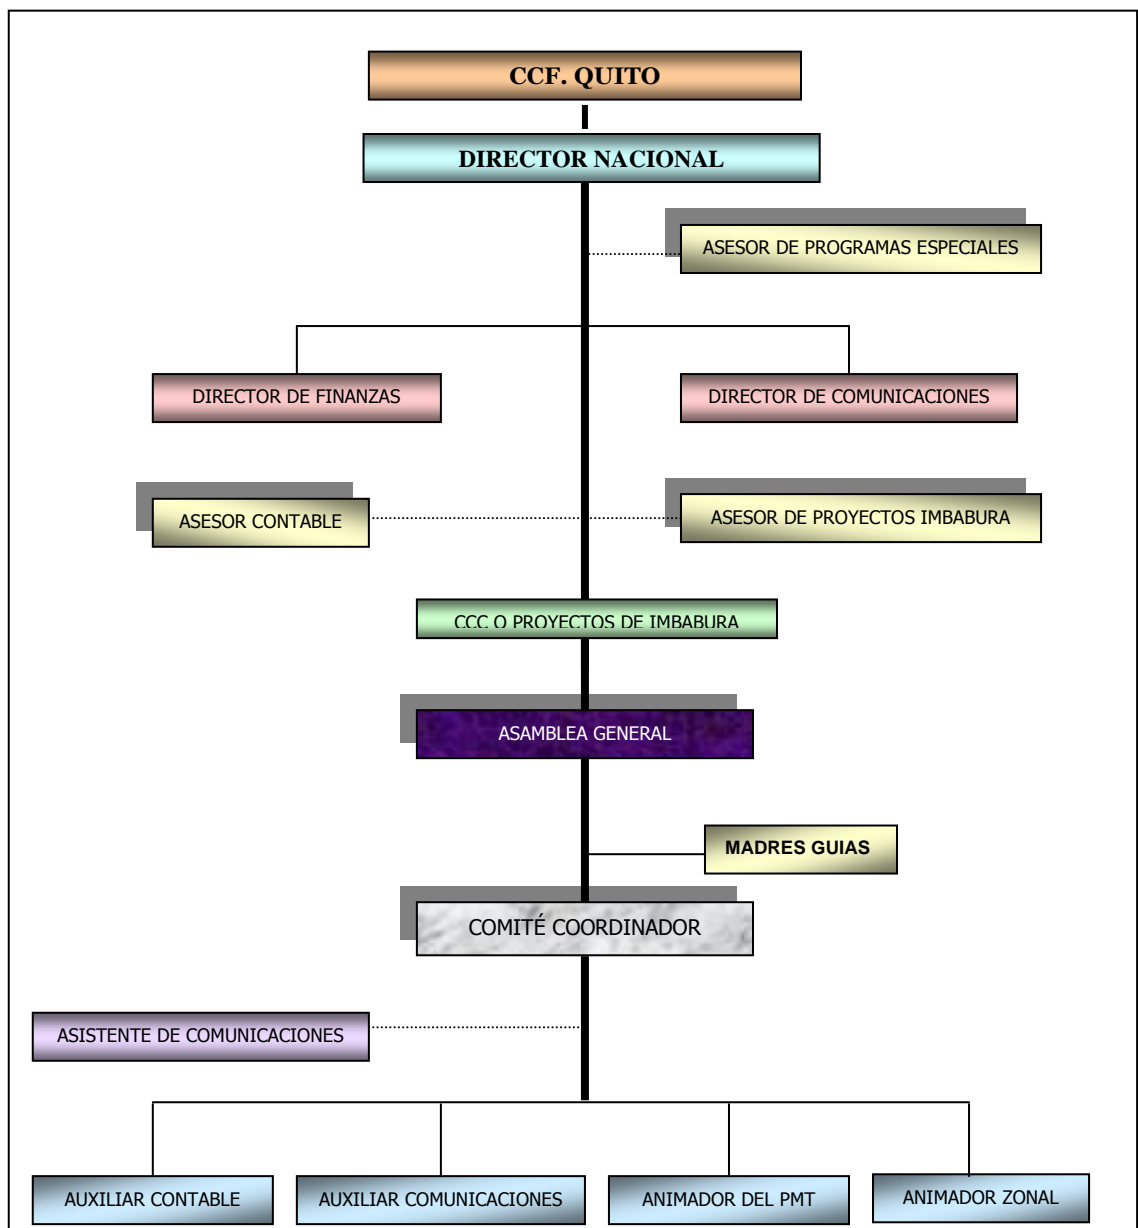 CCF. QUITO
DIRECTOR NACIONAL
ASESOR DE PROGRAMAS ESPECIALES
DIRECTOR DE FINANZAS
DIRECTOR DE COMUNICACIONES
ASESOR CONTABLE
ASESOR DE PROYECTOS IMBABURA
CCC O PROYECTOS DE IMBABURA
ASAMBLEA GENERAL
MADRES GUIAS
COMITÉ COORDINADOR
ASISTENTE DE COMUNICACIONES
AUXILIAR CONTABLE
AUXILIAR COMUNICACIONES
ANIMADOR DEL PMT
ANIMADOR ZONAL